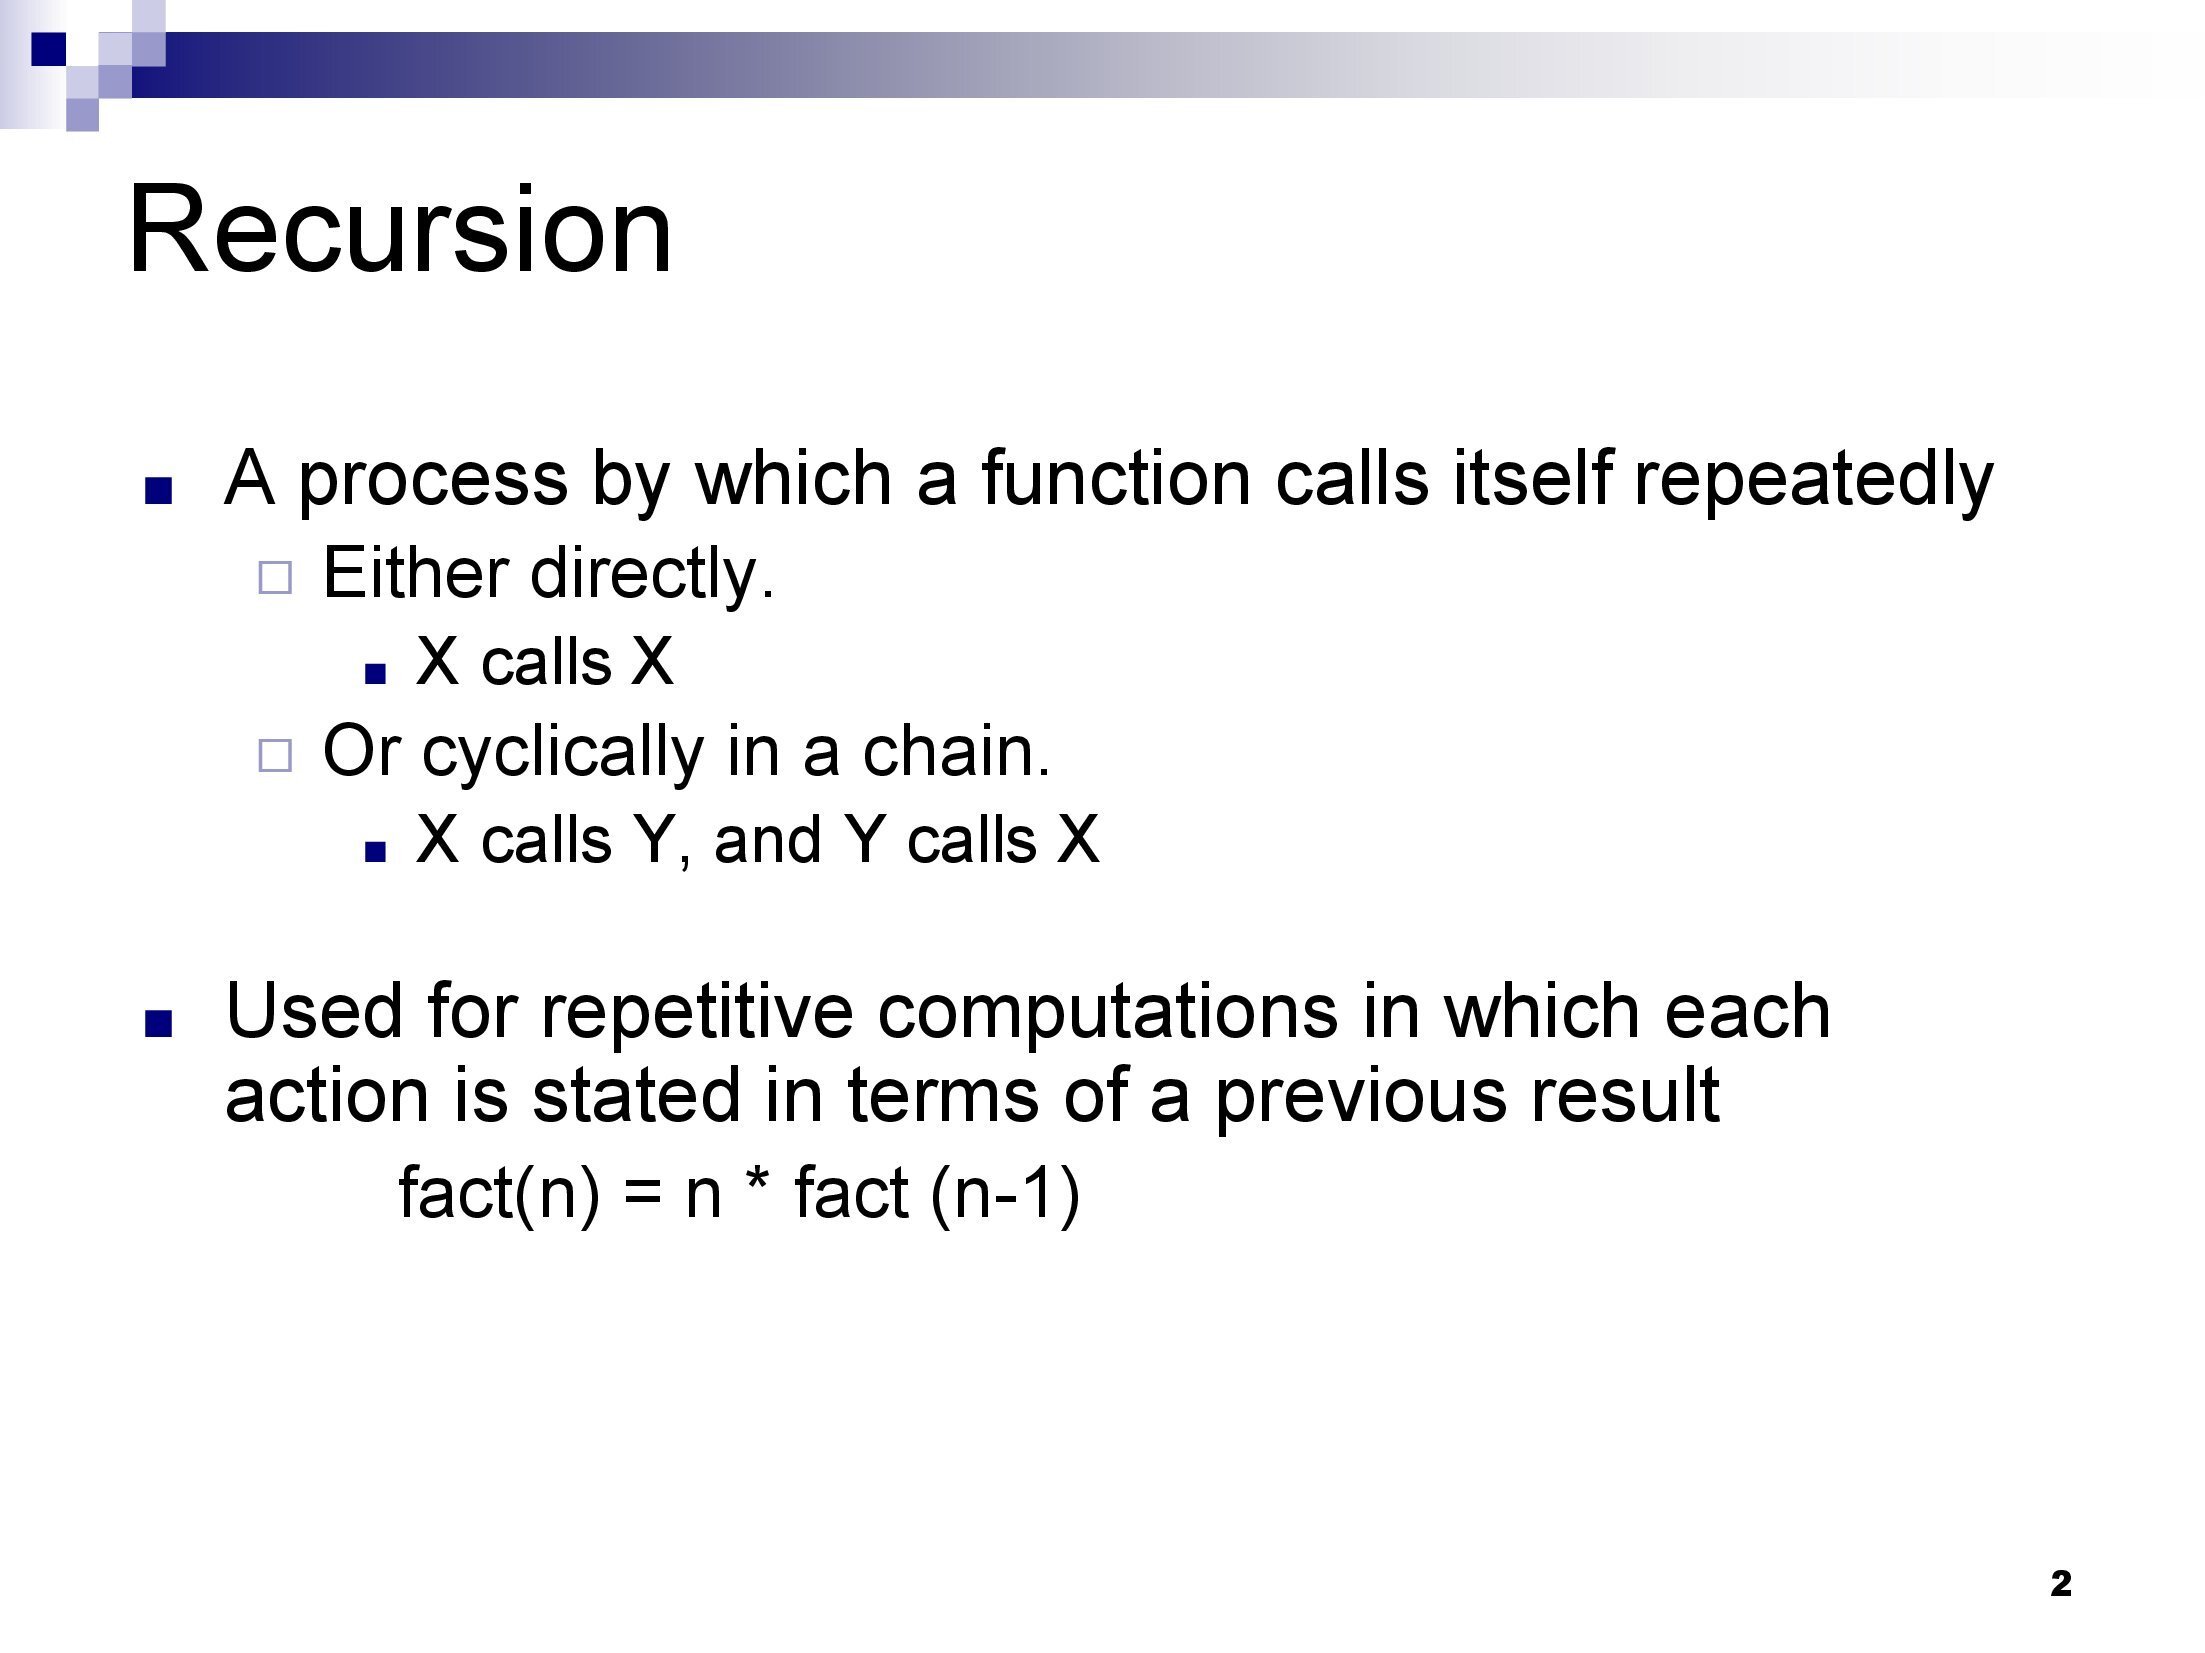 Recursion
A process by which a function calls itself repeatedly
Either directly.
X calls X
Or cyclically in a chain.
X calls Y, and Y calls X
Used for repetitive computations in which each
action is stated in terms of a previous result
fact(n) = n * fact (n-1)
2